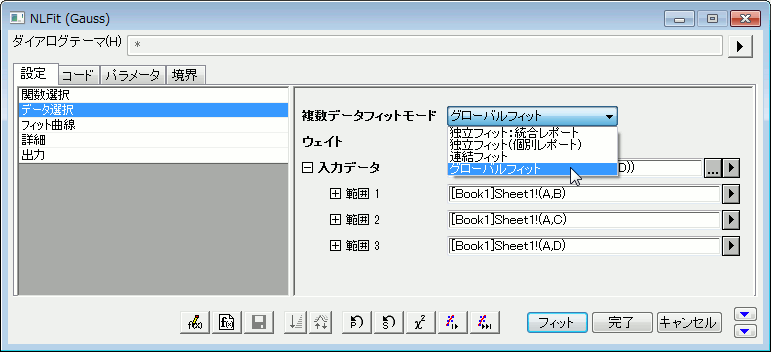 NLFit (Gauss)
ダイアログテーマ(H) *
設定 コード パラメータ 境界
関数選択
データ選択
フィット曲線
詳細
出力
複数データフィットモード グローバルフィット
独立フィット:統合レポート
独立フィット(個別レポート)
ウェイト
連結フィット
グローバルフィット
入力データ D)) ...
範囲 1 [Book1]Sheet1!(A,B)
範囲 2 [Book1]Sheet1!(A,C)
範囲 3 [Book1]Sheet1!(A,D)
f(x) f(x) P S χ² フィット 完了 キャンセル